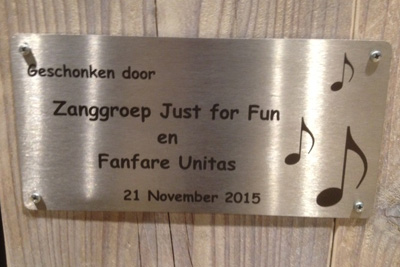 Geschonken door
Zanggroep Just for Fun
en
Fanfare Unitas
21 November 2015